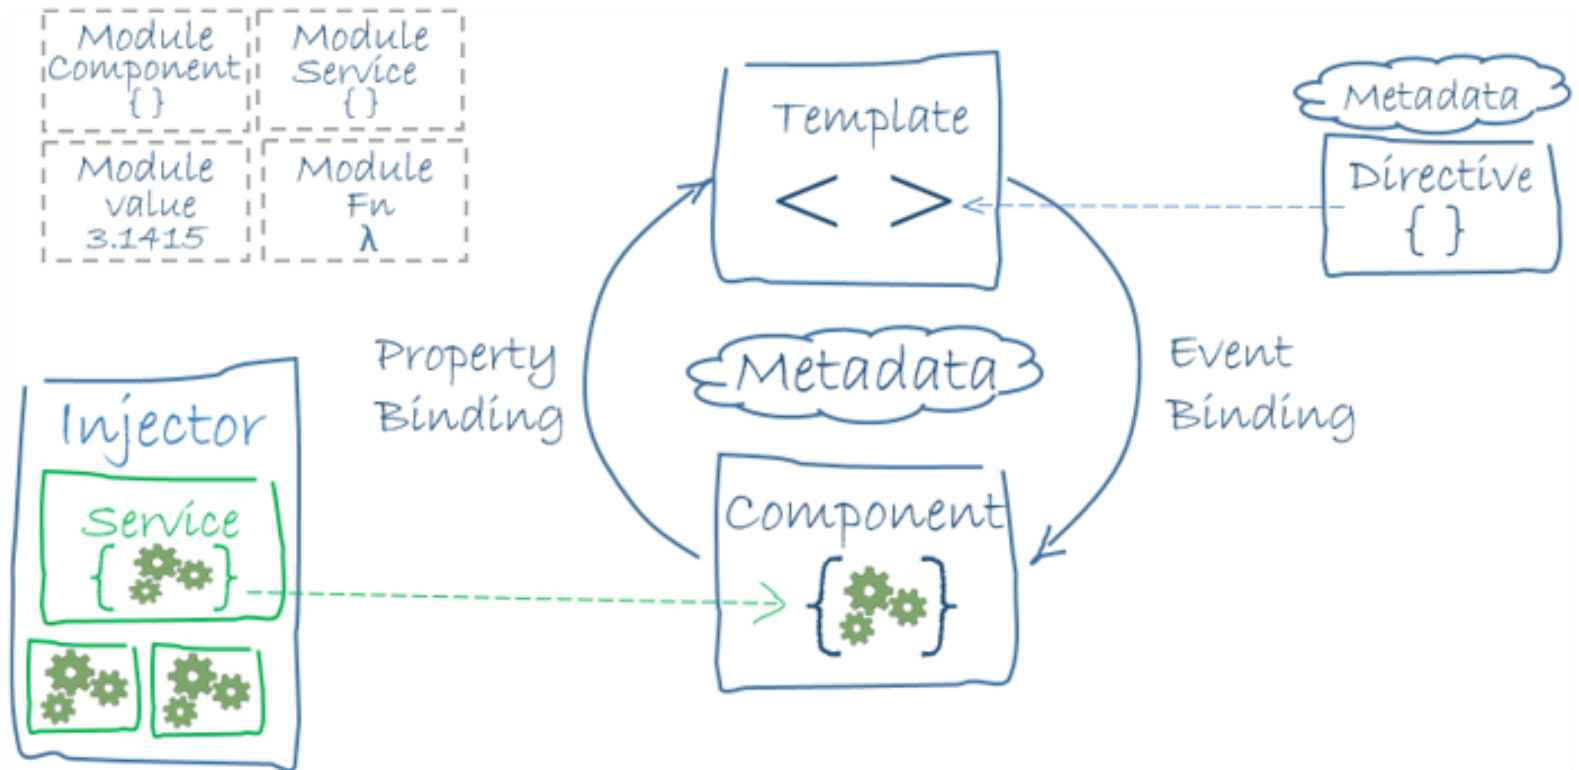 Module
Component
{ }
Module
Service
{ }
Module
value
3.1415
Module
Fn
λ
Template
< >
Metadata
Directive
{ }
Property
Binding
Metadata
Event
Binding
Injector
Service
{ }
Component
{ }